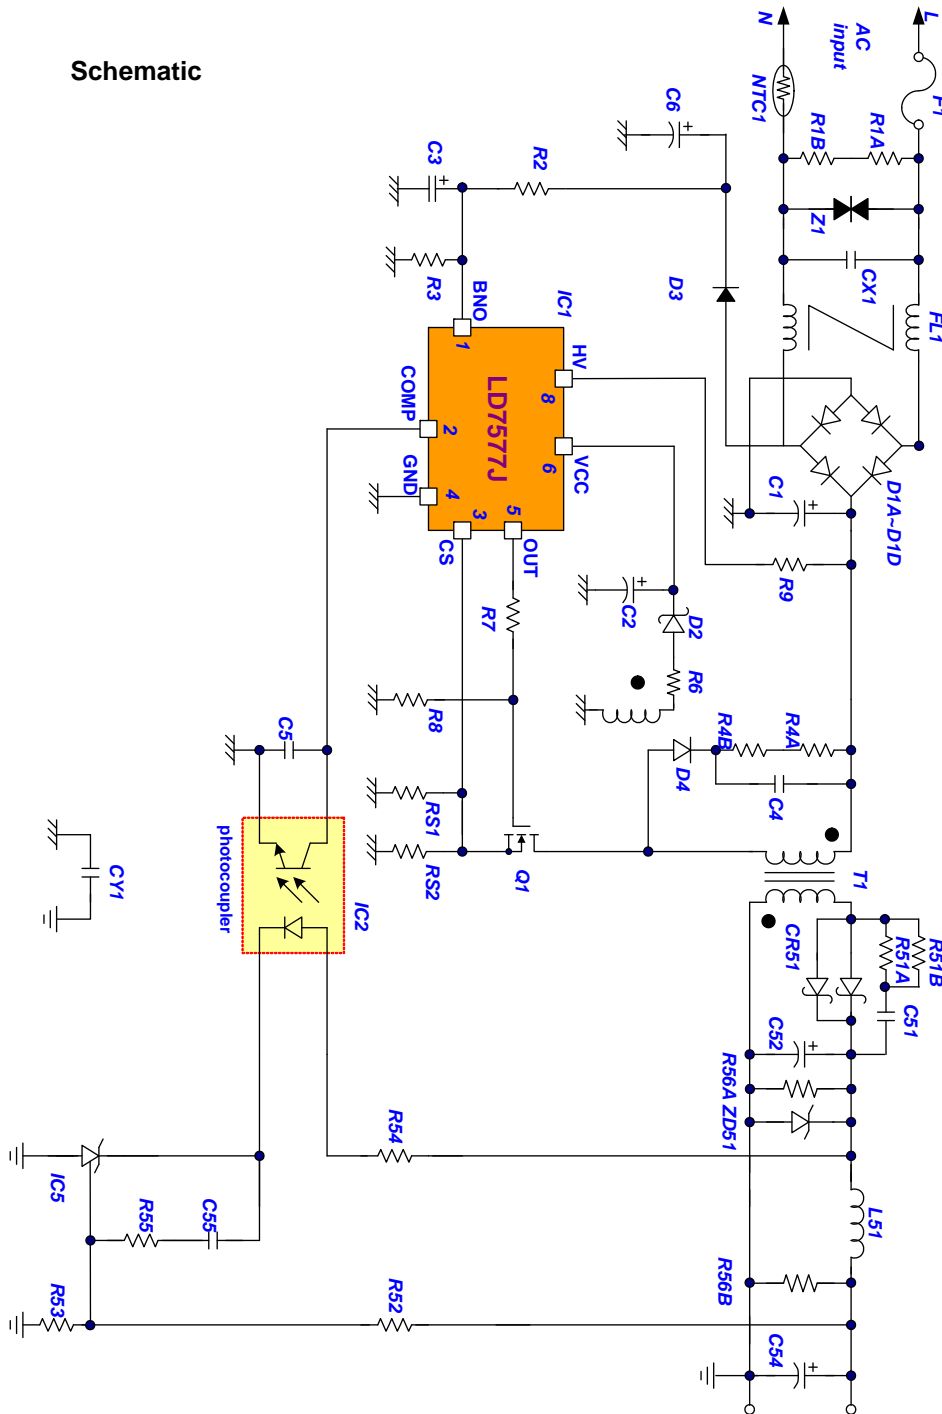 Schematic
N
L
AC
input
F1
NTC1
R1B
R1A
Z1
CX1
FL1
C6
+
R2
C3
+
R3
D3
IC1
BNO
1
HV
8
LD7577J
COMP
2
VCC
6
GND
4
3
5
CS
OUT
C1
+
D1A~D1D
R9
C2
+
D2
R6
R7
R8
R4B
R4A
D4
C4
C5
RS1
RS2
Q1
T1
photocoupler
IC2
CY1
CR51
R51A
R51B
C51
C52
+
R56A
ZD51
R54
IC5
R55
C55
L51
R56B
R53
R52
C54
+